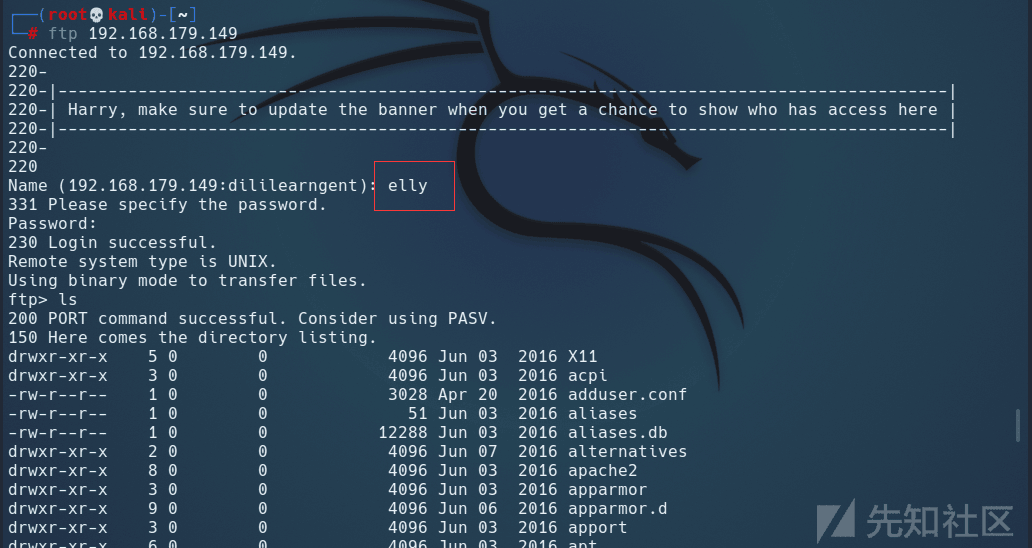 ┌──(root💀kali)-[~]
└─# ftp 192.168.179.149
Connected to 192.168.179.149.
220-
220-|-----------------------------------------------------------------------------------------|
220-| Harry, make sure to update the banner when you get a chance to show who has access here |
220-|-----------------------------------------------------------------------------------------|
220-
220
Name (192.168.179.149:dililearngent): elly
331 Please specify the password.
Password:
230 Login successful.
Remote system type is UNIX.
Using binary mode to transfer files.
ftp> ls
200 PORT command successful. Consider using PASV.
150 Here comes the directory listing.
drwxr-xr-x    5 0        0            4096 Jun 03  2016 X11
drwxr-xr-x    3 0        0            4096 Jun 03  2016 acpi
-rw-r--r--    1 0        0            3028 Apr 20  2016 adduser.conf
-rw-r--r--    1 0        0              51 Jun 03  2016 aliases
-rw-r--r--    1 0        0           12288 Jun 03  2016 aliases.db
drwxr-xr-x    2 0        0            4096 Jun 07  2016 alternatives
drwxr-xr-x    8 0        0            4096 Jun 03  2016 apache2
drwxr-xr-x    3 0        0            4096 Jun 03  2016 apparmor
drwxr-xr-x    9 0        0            4096 Jun 06  2016 apparmor.d
drwxr-xr-x    3 0        0            4096 Jun 03  2016 apport
drwxr-xr-x    6 0        0            4096 Jun 03  2016 apt
先知社区